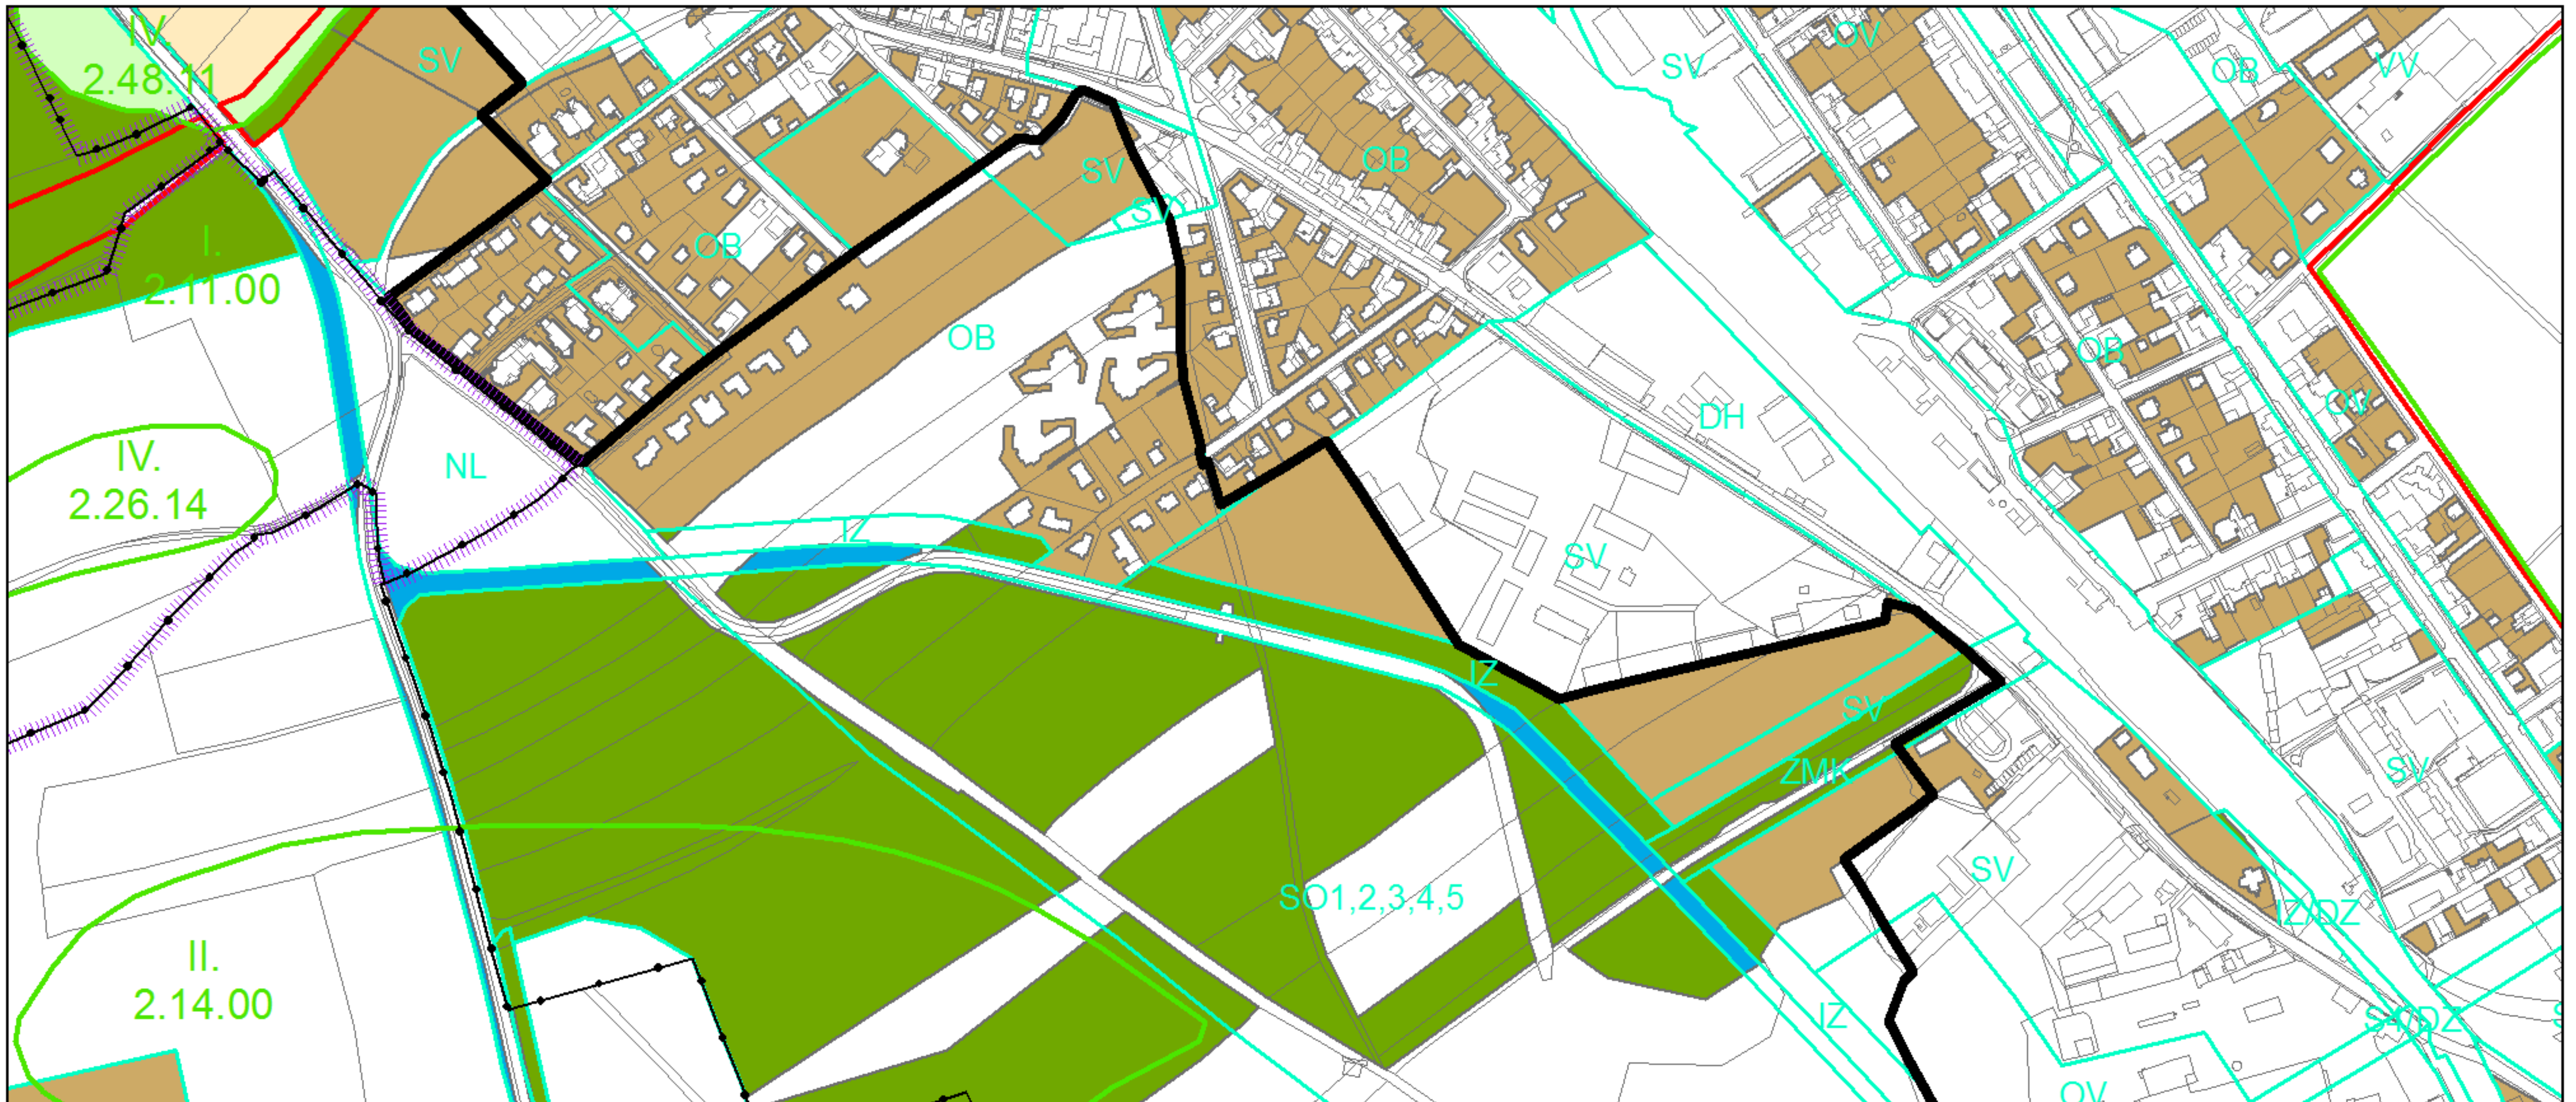 IV.
2.48.11
SV
SV
OV
OB
VV
OB
SV
SV
I.
2.11.00
OB
OB
OB
OV
DH
IV.
2.26.14
NL
IZ
SV
IZ
SV
ZMK
SV
SV
SO1,2,3,4,5
IZ/DZ
II.
2.14.00
IZ
S4/DZ
OV